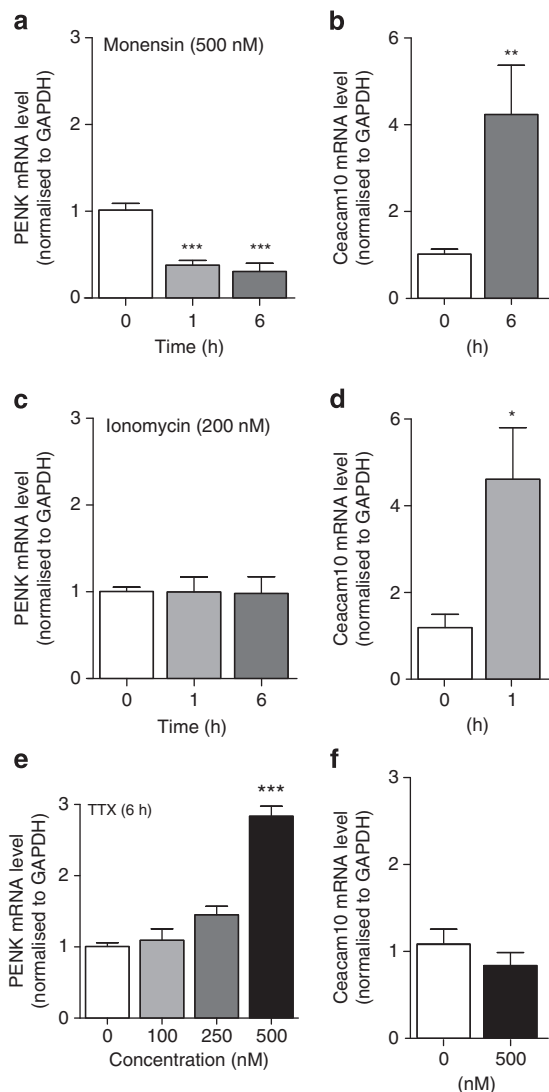 a
Monensin (500 nM)
PENK mRNA level
(normalised to GAPDH)
3
2
1
0
***
***
0 1 6
Time (h)
b
Ceacam10 mRNA level
(normalised to GAPDH)
6
4
2
0
**
0 6
(h)
c
Ionomycin (200 nM)
PENK mRNA level
(normalised to GAPDH)
3
2
1
0
0 1 6
Time (h)
d
Ceacam10 mRNA level
(normalised to GAPDH)
6
4
2
0
*
0 1
(h)
e
TTX (6 h)
PENK mRNA level
(normalised to GAPDH)
3
2
1
0
***
0 100 250 500
Concentration (nM)
f
Ceacam10 mRNA level
(normalised to GAPDH)
3
2
1
0
0 500
(nM)